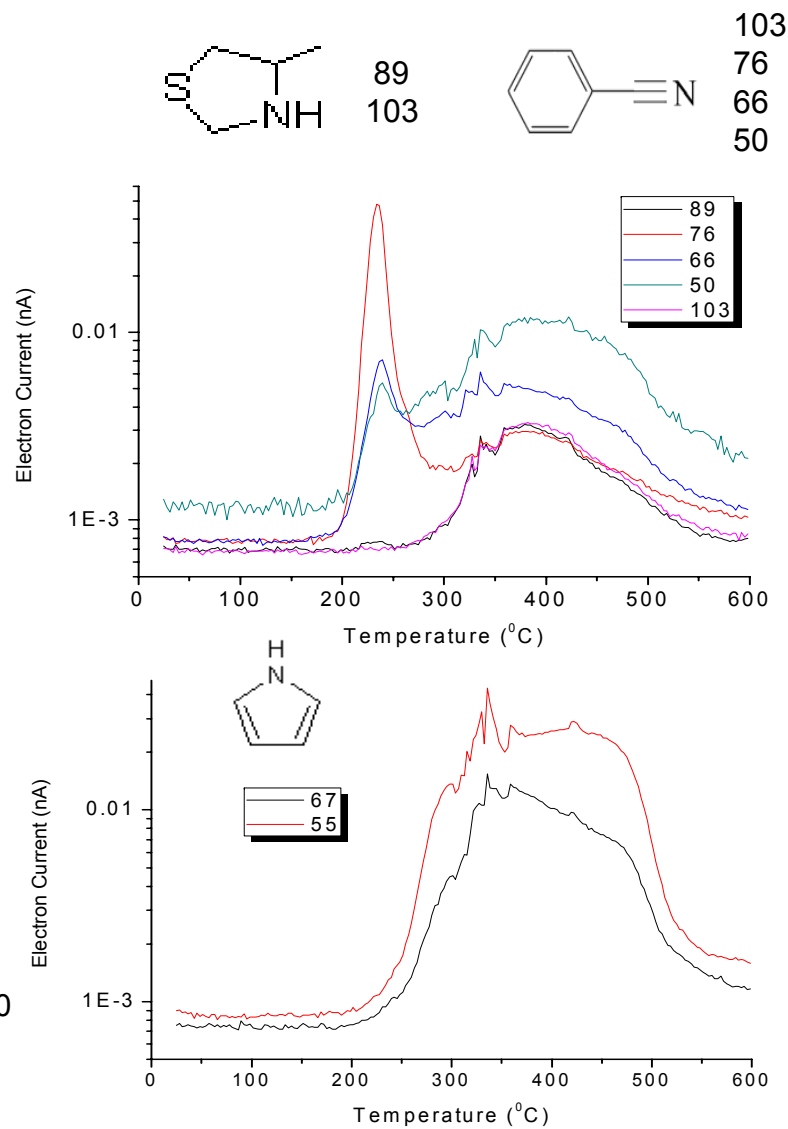 S
NH
89
103
N
103
76
66
50
Electron Current (nA)
0.01
1E-3
89
76
66
50
103
0 100 200 300 400 500 600
Temperature (⁰C)
H
N
67
55
Electron Current (nA)
0.01
1E-3
0
0 100 200 300 400 500 600
Temperature (⁰C)